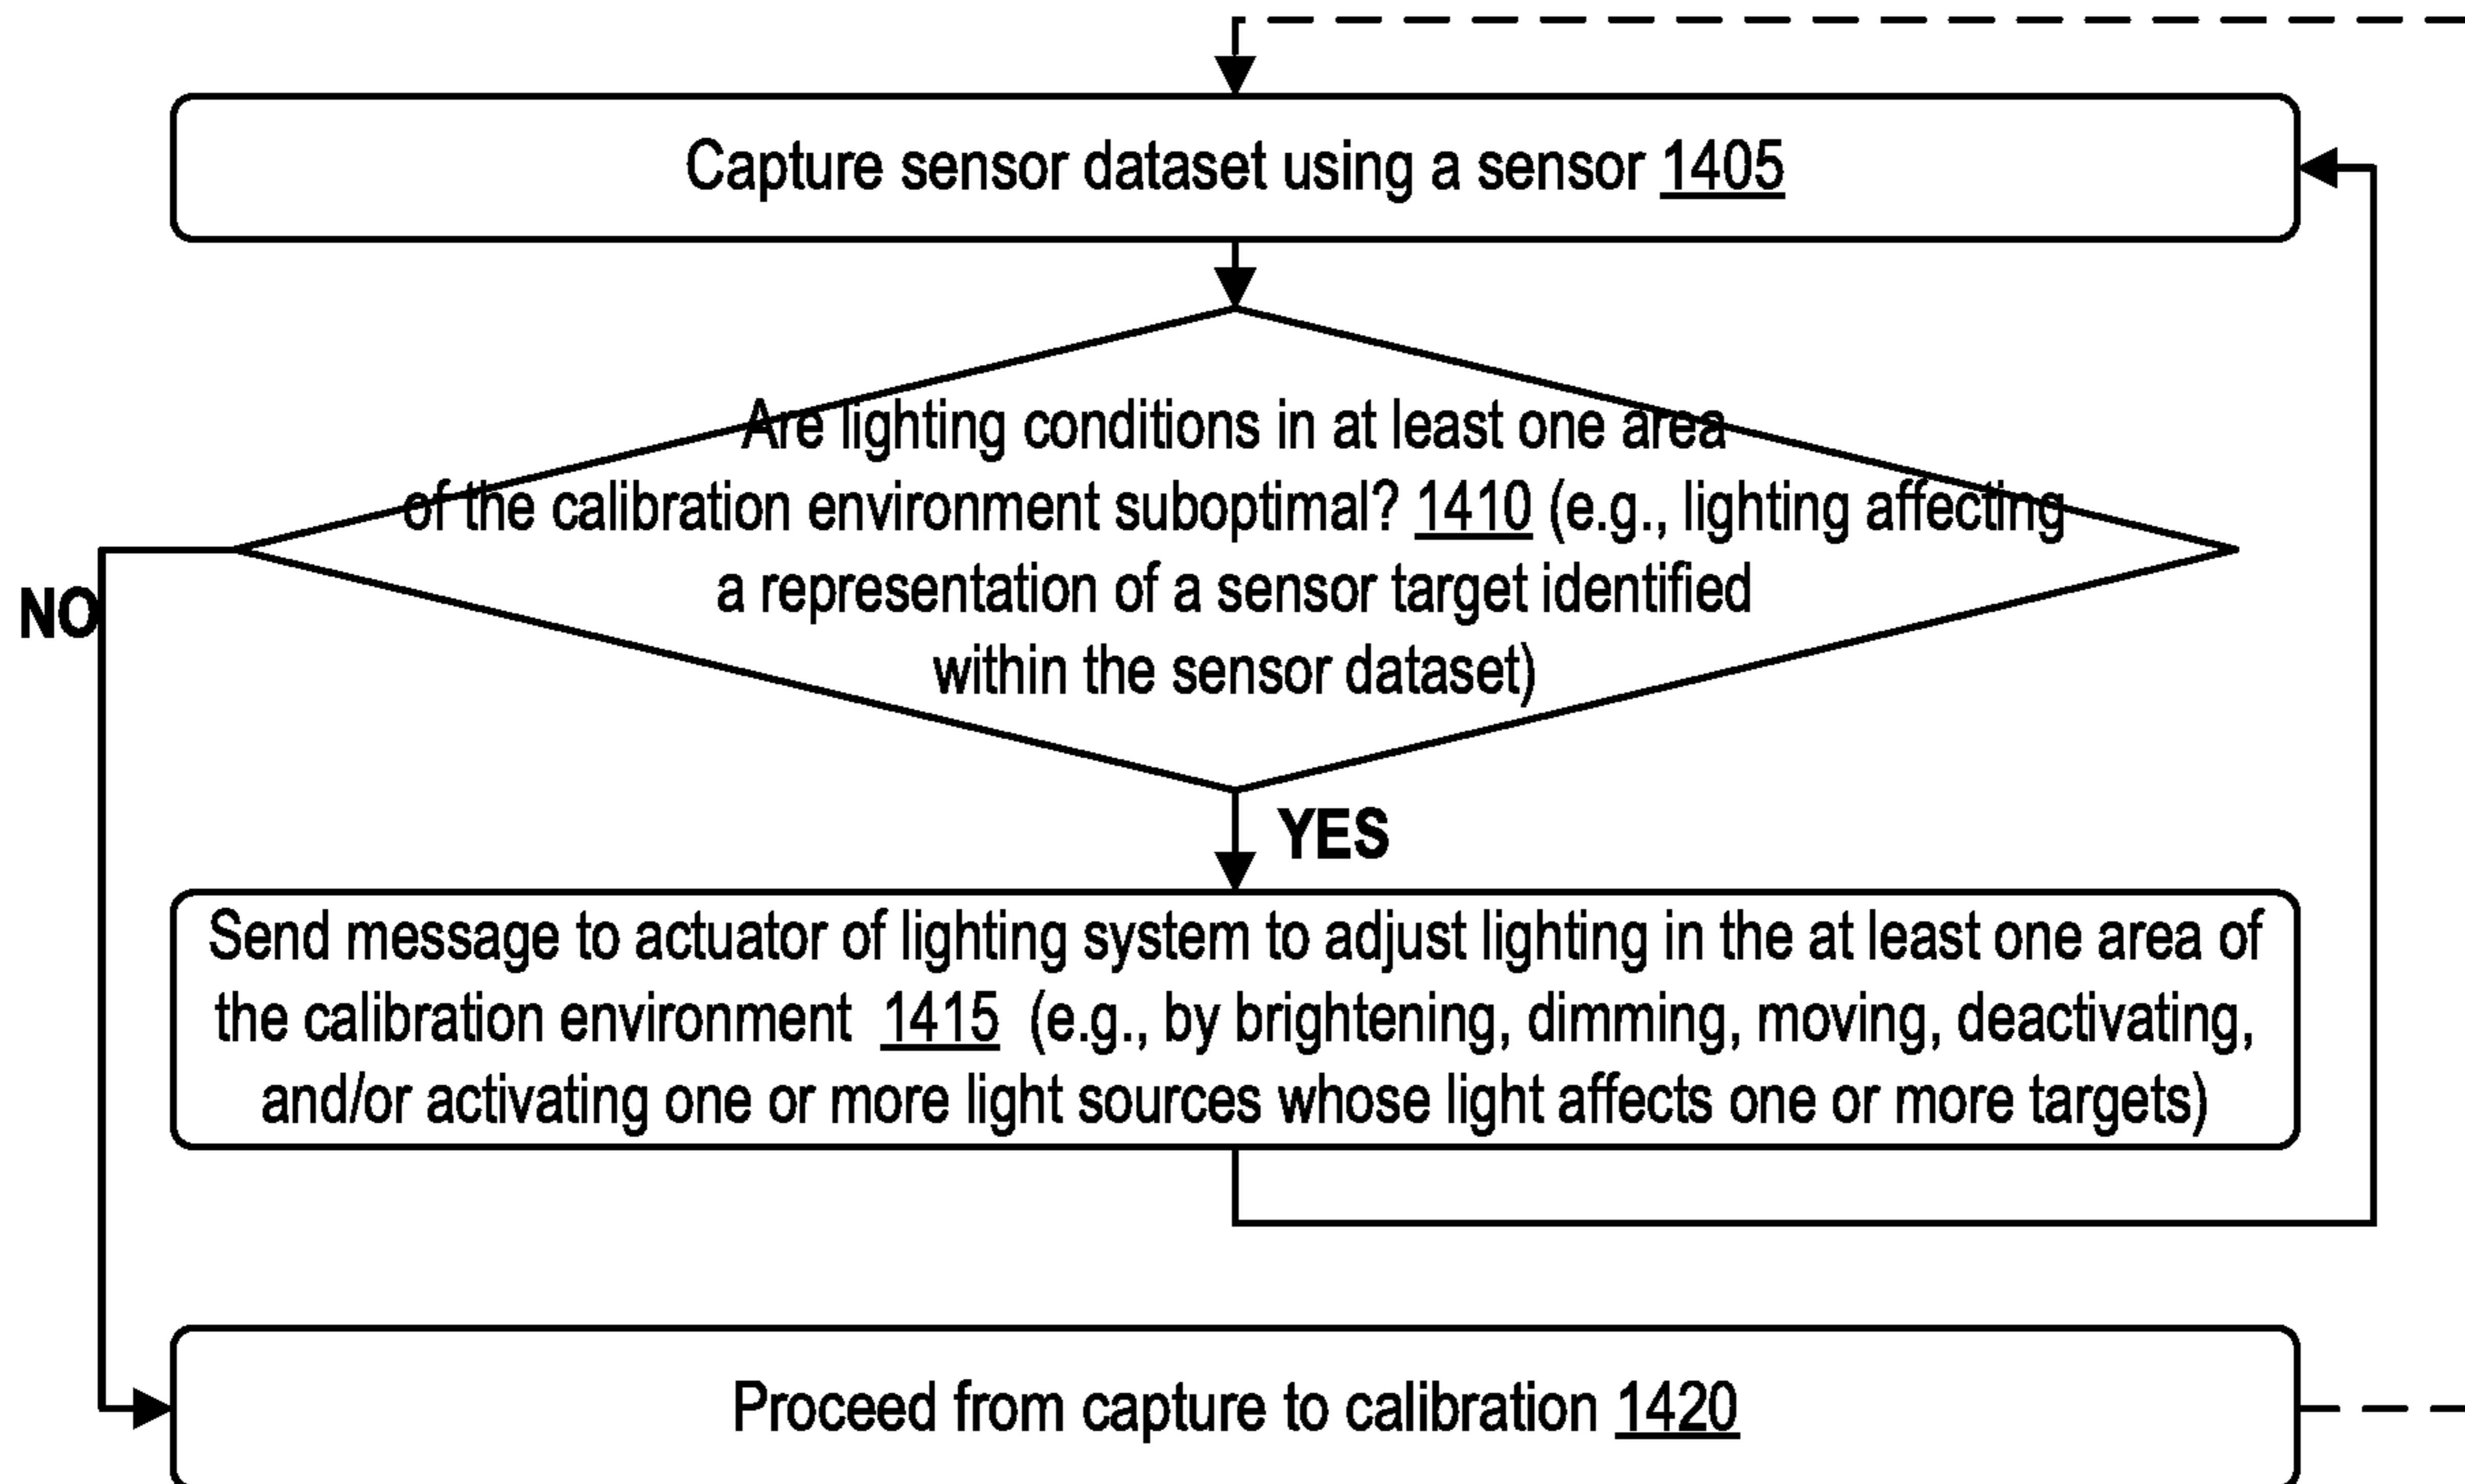 Capture sensor dataset using a sensor 1405
Are lighting conditions in at least one area
of the calibration environment suboptimal? 1410 (e.g., lighting affecting
a representation of a sensor target identified
within the sensor dataset)
NO
YES
Send message to actuator of lighting system to adjust lighting in the at least one area of
the calibration environment 1415 (e.g., by brightening, dimming, moving, deactivating,
and/or activating one or more light sources whose light affects one or more targets)
Proceed from capture to calibration 1420